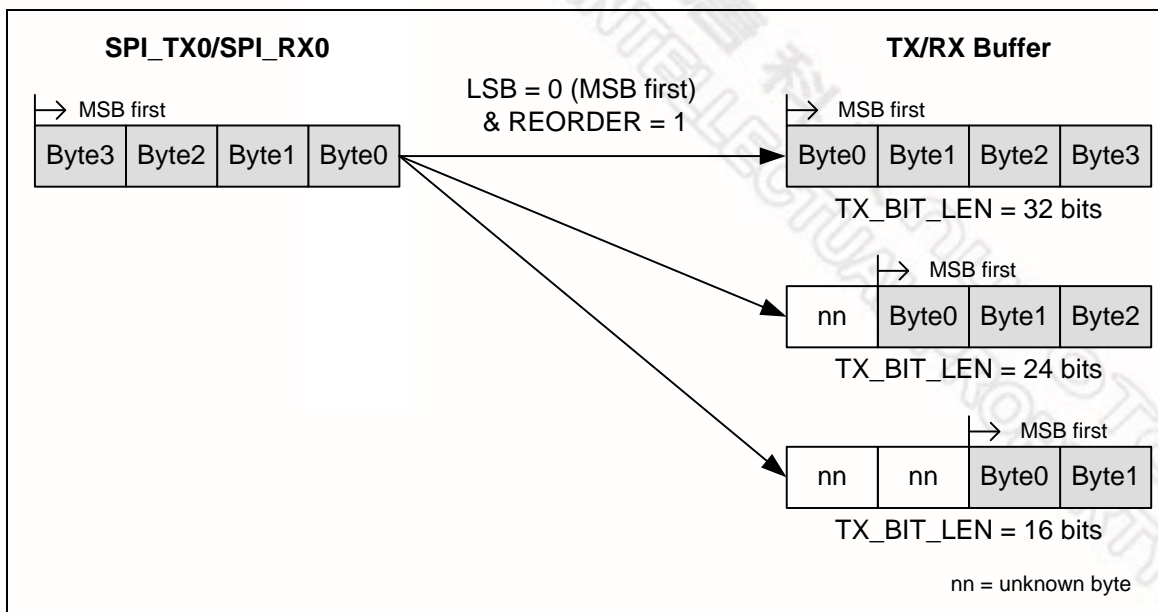 SPI_TX0/SPI_RX0
TX/RX Buffer
LSB = 0 (MSB first)
& REORDER = 1
MSB first
Byte3 Byte2 Byte1 Byte0
MSB first
Byte0 Byte1 Byte2 Byte3
TX_BIT_LEN = 32 bits
MSB first
nn Byte0 Byte1 Byte2
TX_BIT_LEN = 24 bits
MSB first
nn nn Byte0 Byte1
TX_BIT_LEN = 16 bits
nn = unknown byte